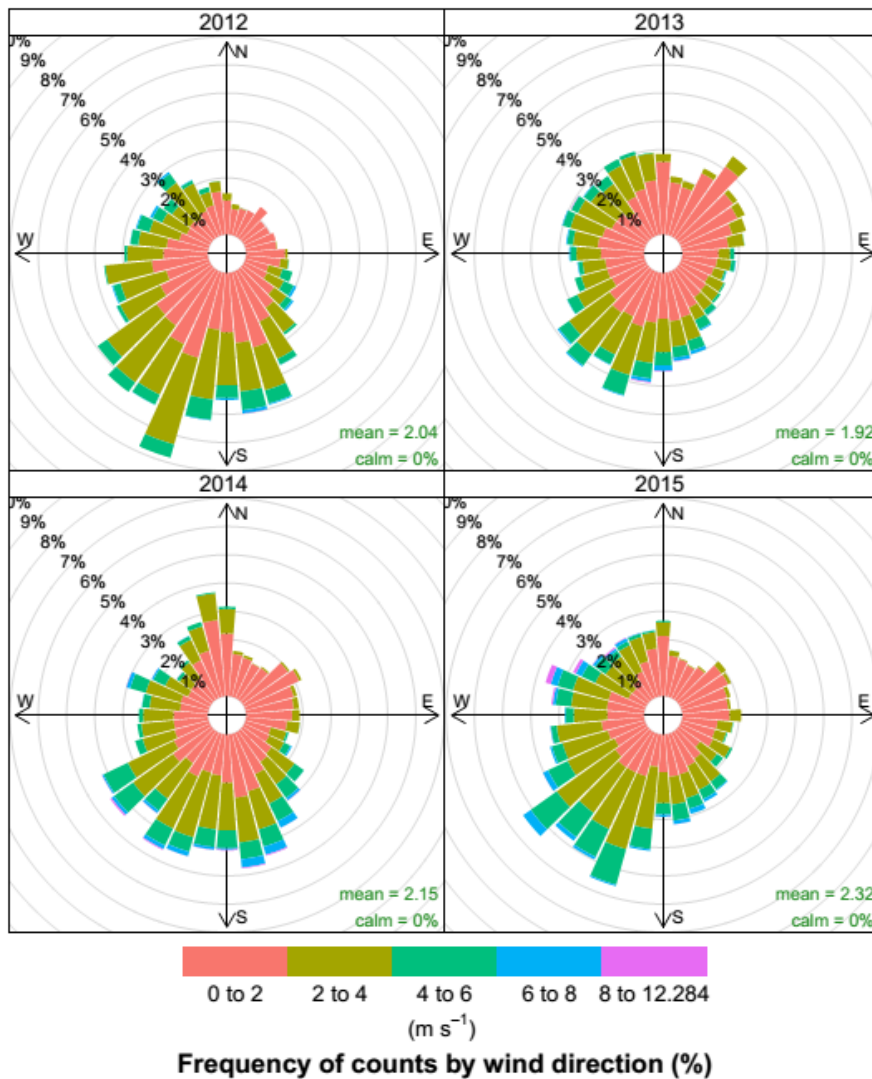 2012
0%
9%
8%
7%
6%
5%
4%
3%
2%
1%
N
W
E
S
mean = 2.04
calm = 0%
2013
0%
9%
8%
7%
6%
5%
4%
3%
2%
1%
N
W
E
S
mean = 1.92
calm = 0%
2014
0%
9%
8%
7%
6%
5%
4%
3%
2%
1%
N
W
E
S
mean = 2.15
calm = 0%
2015
0%
9%
8%
7%
6%
5%
4%
3%
2%
1%
N
W
E
S
mean = 2.32
calm = 0%
0 to 2 2 to 4 4 to 6 6 to 8 8 to 12.284
(m s⁻¹)
Frequency of counts by wind direction (%)